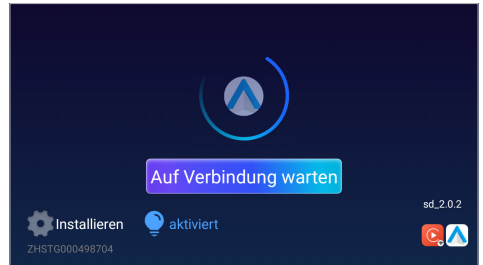 Auf Verbindung warten
sd_2.0.2
Installieren
aktiviert
ZHSTG000498704